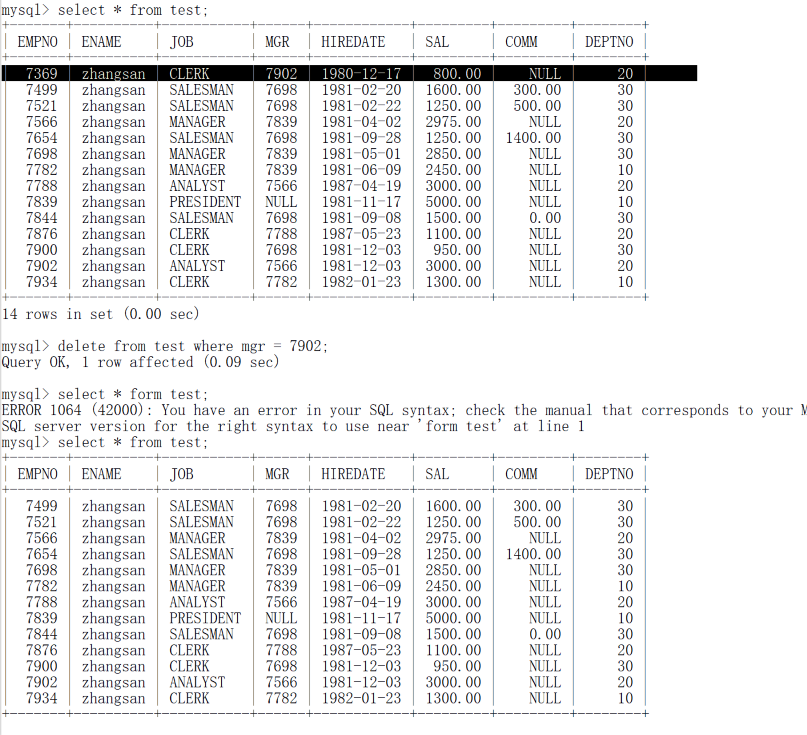 mysql> select * from test;
+-------+----------+-----------+------+------------+---------+---------+--------+
| EMPNO | ENAME | JOB | MGR | HIREDATE | SAL | COMM | DEPTNO |
+-------+----------+-----------+------+------------+---------+---------+--------+
| 7369 | zhangsan | CLERK | 7902 | 1980-12-17 | 800.00 | NULL | 20 |
| 7499 | zhangsan | SALESMAN | 7698 | 1981-02-20 | 1600.00 | 300.00 | 30 |
| 7521 | zhangsan | SALESMAN | 7698 | 1981-02-22 | 1250.00 | 500.00 | 30 |
| 7566 | zhangsan | MANAGER | 7839 | 1981-04-02 | 2975.00 | NULL | 20 |
| 7654 | zhangsan | SALESMAN | 7698 | 1981-09-28 | 1250.00 | 1400.00 | 30 |
| 7698 | zhangsan | MANAGER | 7839 | 1981-05-01 | 2850.00 | NULL | 30 |
| 7782 | zhangsan | MANAGER | 7839 | 1981-06-09 | 2450.00 | NULL | 10 |
| 7788 | zhangsan | ANALYST | 7566 | 1987-04-19 | 3000.00 | NULL | 20 |
| 7839 | zhangsan | PRESIDENT | NULL | 1981-11-17 | 5000.00 | NULL | 10 |
| 7844 | zhangsan | SALESMAN | 7698 | 1981-09-08 | 1500.00 | 0.00 | 30 |
| 7876 | zhangsan | CLERK | 7788 | 1987-05-23 | 1100.00 | NULL | 20 |
| 7900 | zhangsan | CLERK | 7698 | 1981-12-03 | 950.00 | NULL | 30 |
| 7902 | zhangsan | ANALYST | 7566 | 1981-12-03 | 3000.00 | NULL | 20 |
| 7934 | zhangsan | CLERK | 7782 | 1982-01-23 | 1300.00 | NULL | 10 |
+-------+----------+-----------+------+------------+---------+---------+--------+
14 rows in set (0.00 sec)
mysql> delete from test where mgr = 7902;
Query OK, 1 row affected (0.09 sec)
mysql> select * form test;
ERROR 1064 (42000): You have an error in your SQL syntax; check the manual that corresponds to your M
SQL server version for the right syntax to use near 'form test' at line 1
mysql> select * from test;
+-------+----------+-----------+------+------------+---------+---------+--------+
| EMPNO | ENAME | JOB | MGR | HIREDATE | SAL | COMM | DEPTNO |
+-------+----------+-----------+------+------------+---------+---------+--------+
| 7499 | zhangsan | SALESMAN | 7698 | 1981-02-20 | 1600.00 | 300.00 | 30 |
| 7521 | zhangsan | SALESMAN | 7698 | 1981-02-22 | 1250.00 | 500.00 | 30 |
| 7566 | zhangsan | MANAGER | 7839 | 1981-04-02 | 2975.00 | NULL | 20 |
| 7654 | zhangsan | SALESMAN | 7698 | 1981-09-28 | 1250.00 | 1400.00 | 30 |
| 7698 | zhangsan | MANAGER | 7839 | 1981-05-01 | 2850.00 | NULL | 30 |
| 7782 | zhangsan | MANAGER | 7839 | 1981-06-09 | 2450.00 | NULL | 10 |
| 7788 | zhangsan | ANALYST | 7566 | 1987-04-19 | 3000.00 | NULL | 20 |
| 7839 | zhangsan | PRESIDENT | NULL | 1981-11-17 | 5000.00 | NULL | 10 |
| 7844 | zhangsan | SALESMAN | 7698 | 1981-09-08 | 1500.00 | 0.00 | 30 |
| 7876 | zhangsan | CLERK | 7788 | 1987-05-23 | 1100.00 | NULL | 20 |
| 7900 | zhangsan | CLERK | 7698 | 1981-12-03 | 950.00 | NULL | 30 |
| 7902 | zhangsan | ANALYST | 7566 | 1981-12-03 | 3000.00 | NULL | 20 |
| 7934 | zhangsan | CLERK | 7782 | 1982-01-23 | 1300.00 | NULL | 10 |
+-------+----------+-----------+------+------------+---------+---------+--------+